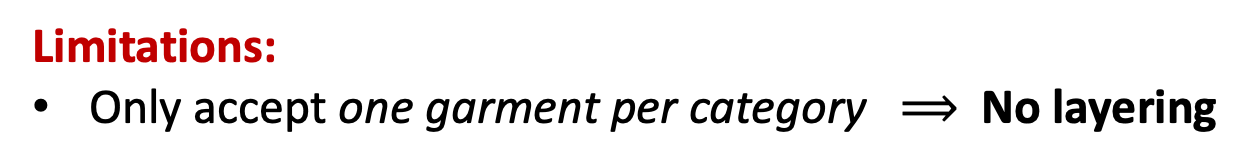 Limitations:
• Only accept one garment per category ⟹ No layering